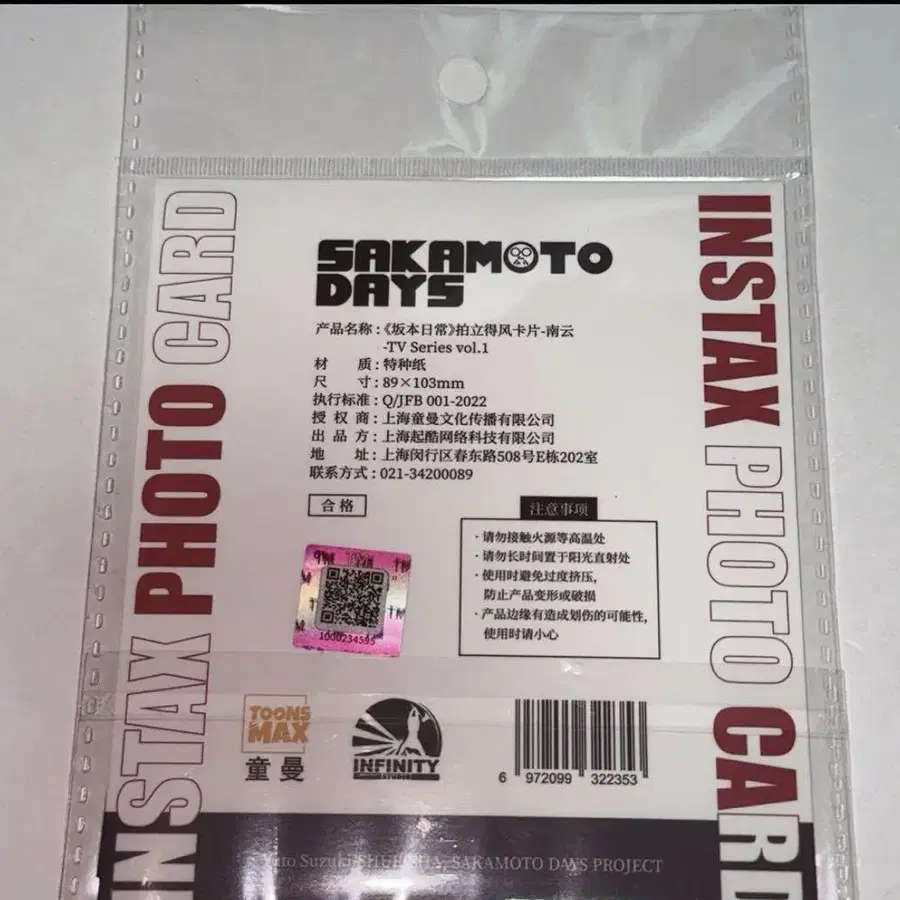 SAKAMOTO
DAYS
产品名称：《坂本日常》拍立得风卡片-南云
-TV Series vol.1
材 质：特种纸
尺 寸：89×103mm
执行标准：Q/JFB 001-2022
授 权 商：上海童曼文化传播有限公司
出 品 方：上海起酷网络科技有限公司
地 址：上海闵行区春东路508号E栋202室
联系方式：021-34200089
合格
注意事项
·请勿接触火源等高温处
·请勿长时间置于阳光直射处
·使用时避免过度挤压，
防止产品变形或破损
·产品边缘有造成划伤的可能性，
使用时请小心
1000234595
TOONS
MAX
童曼
INFINITY
STUDIO
6 972099 322353
INSTAX PHOTO CARD
INSTAX PHOTO CARD
Suzuki SAKAMOTO DAYS PROJECT